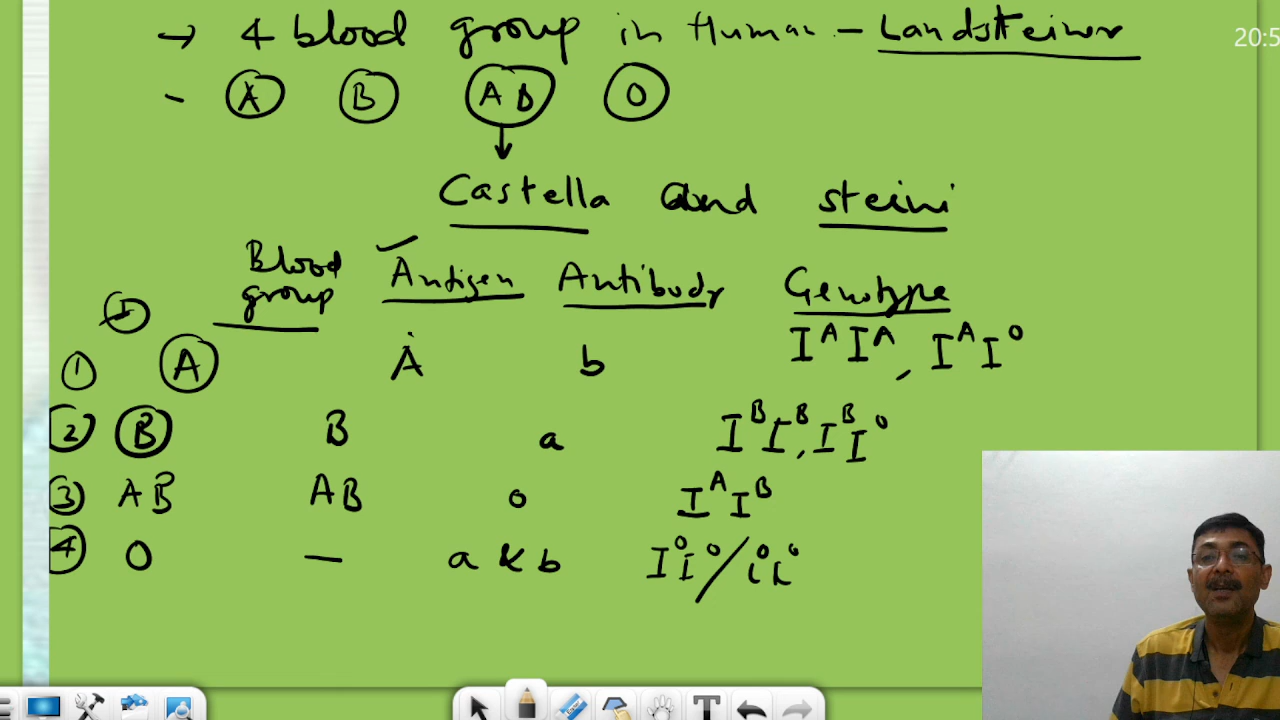 → 4 blood group in Human - Landsteiner
20:5
- A B AB O
↓
Castella and steini
Blood group Antigen Antibody Genotype
1 A A b I^A I^A, I^A I^O
2 B B a I^B I^B, I^B I^O
3 AB AB o I^A I^B
4 O — a & b I^O i^O / i^O i^O
T